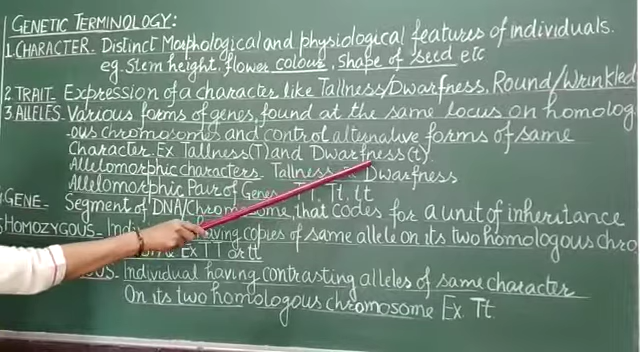 GENETIC TERMINOLOGY:
1. CHARACTER. Distinct Morphological and physiological features of individuals.
eg. Stem height, flower colour, shape of seed etc
2. TRAIT. Expression of a character like Tallness/Dwarfness, Round/Wrinkled
3. ALLELES- Various forms of genes, found at the same locus on homolog
-ous chromosomes and control alternative forms of same
Character. Ex Tallness(T) and Dwarfness(t).
Allelomorphic characters- Tallness Dwarfness
Allelomorphic Pair of Genes TT, Tt, tt
GENE- Segment of DNA/Chromosome, that codes for a unit of inheritance
HOMOZYGOUS- having copies of same allele on its two homologous chro
Ex TT or tt
OUS- Individual having contrasting alleles of same character
On its two homologous chromosome Ex. Tt